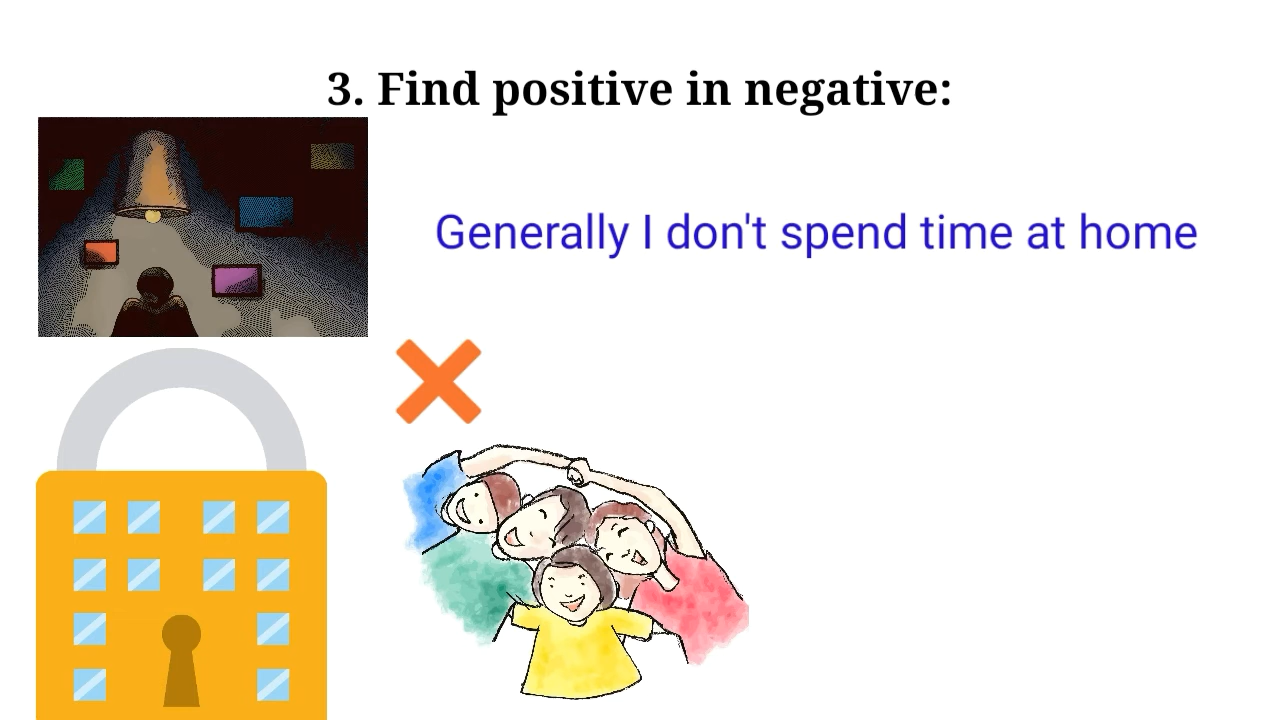 3. Find positive in negative:
Generally I don't spend time at home